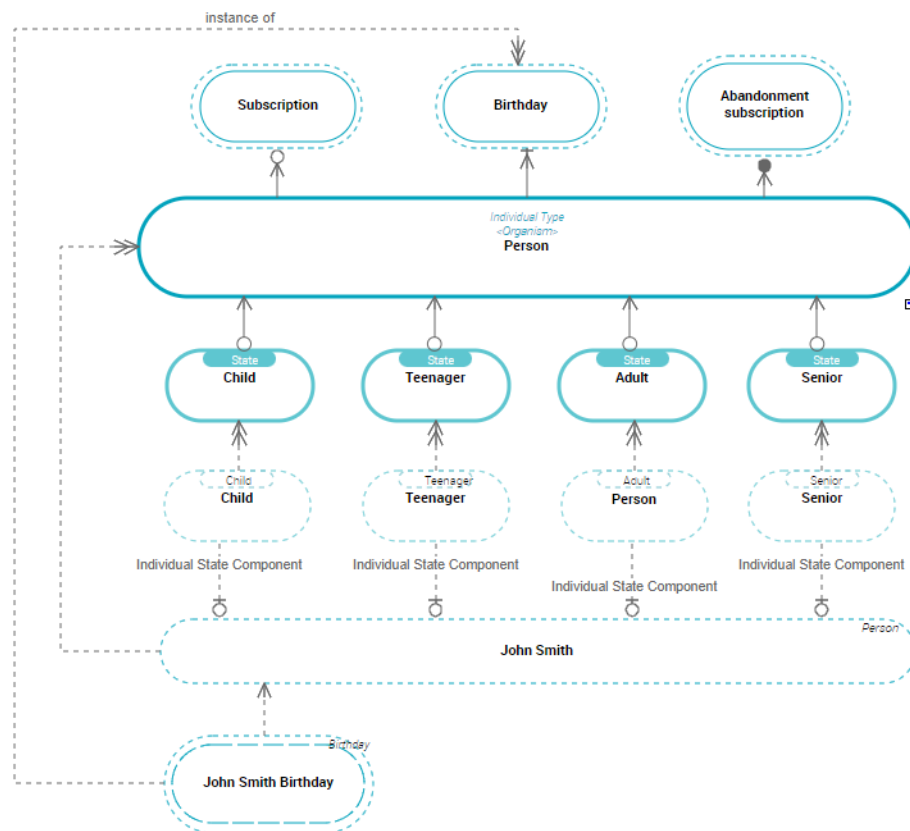 instance of
Subscription
Birthday
Abandonment
subscription
Individual Type
<Organism>
Person
State
Child
State
Teenager
State
Adult
State
Senior
Child
Child
Teenager
Teenager
Adult
Person
Senior
Senior
Individual State Component
Individual State Component
Individual State Component
Individual State Component
Person
John Smith
Birthday
John Smith Birthday